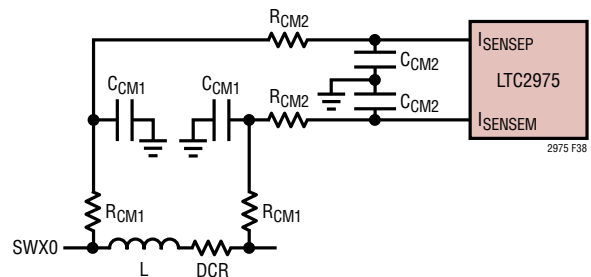 RCM2
ISENSEP
CCM1
CCM1
CCM2
LTC2975
RCM2
CCM2
ISENSEM
2975 F38
RCM1
RCM1
SWX0
L
DCR